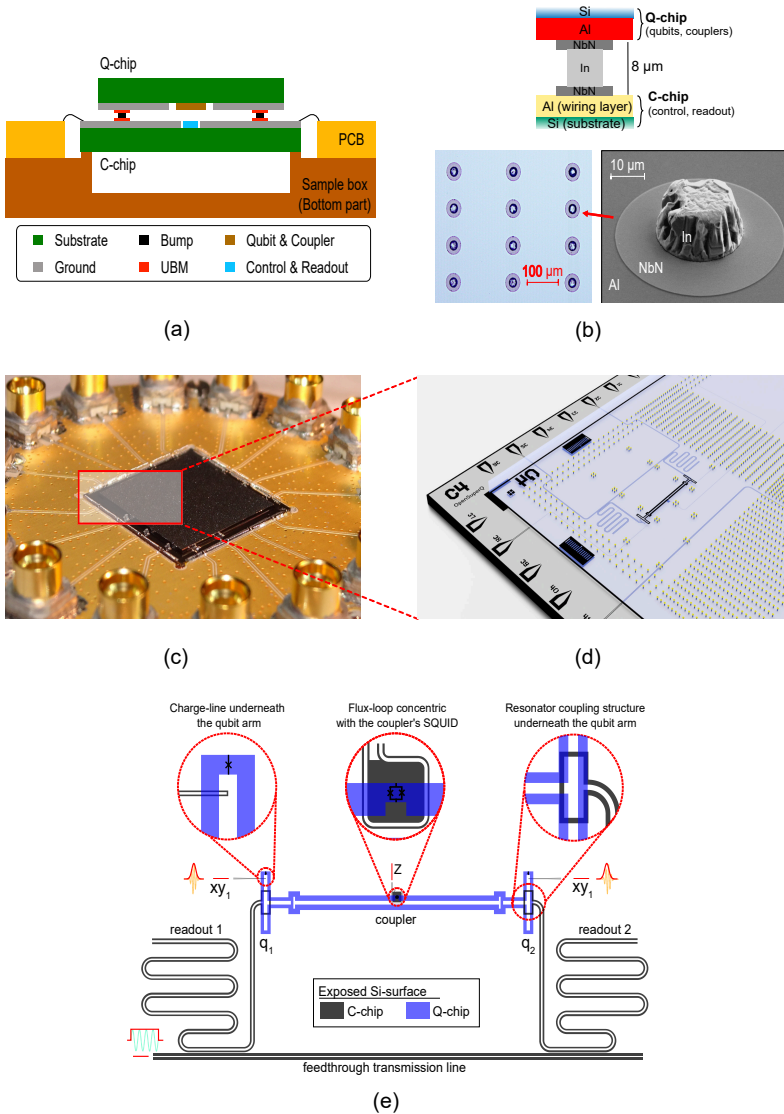 Q-chip
C-chip
PCB
Sample box
(Bottom part)
Substrate
Bump
Qubit & Coupler
Ground
UBM
Control & Readout
(a)
Si
Al
NbN
In
NbN
Al (wiring layer)
Si (substrate)
Q-chip
(qubits, couplers)
8 μm
C-chip
(control, readout)
100 μm
10 μm
In
NbN
Al
(b)
(c)
C4
OpenSuperQ
(d)
Charge-line underneath
the qubit arm
Flux-loop concentric
with the coupler's SQUID
Resonator coupling structure
underneath the qubit arm
xy1
z
xy1
coupler
readout 1
q1
q2
readout 2
Exposed Si-surface
C-chip
Q-chip
feedthrough transmission line
(e)